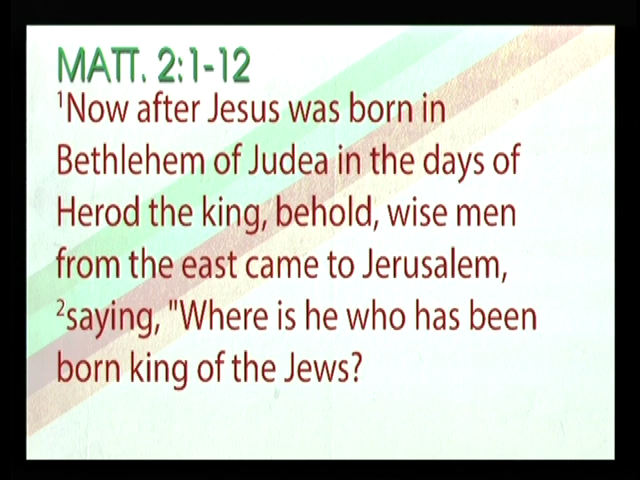 MATT. 2:1-12
¹Now after Jesus was born in
Bethlehem of Judea in the days of
Herod the king, behold, wise men
from the east came to Jerusalem,
²saying, "Where is he who has been
born king of the Jews?